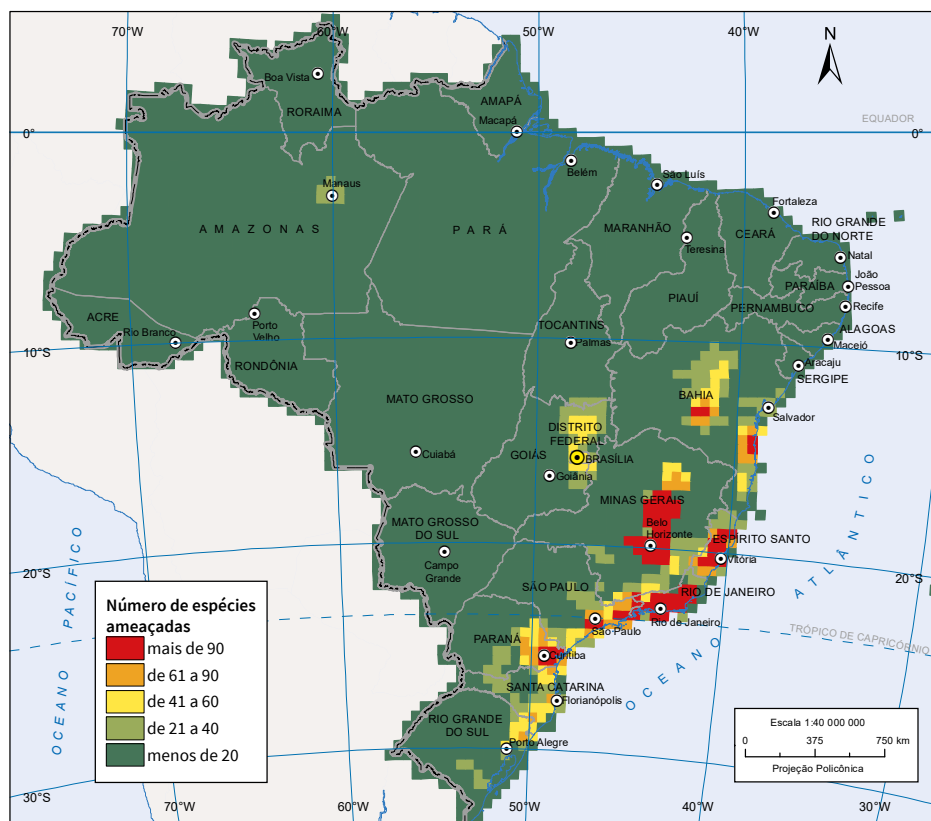 70°W
50°W
40°W
N
Boa Vista
RORAIMA
AMAPÁ
Macapá
EQUADOR
0°
0°
Manaus
Belém
São Luís
Fortaleza
AMAZONAS
PARÁ
MARANHÃO
Teresina
CEARÁ
RIO GRANDE
DO NORTE
Natal
João
Pessoa
PARAÍBA
PIAUÍ
PERNAMBUCO
Recife
ACRE
Rio Branco
Porto
Velho
TOCANTINS
Palmas
ALAGOAS
Maceió
10°S
10°S
RONDÔNIA
Aracaju
SERGIPE
MATO GROSSO
BAHIA
Salvador
DISTRITO
FEDERAL
Cuiabá
GOIÁS
BRASÍLIA
Goiânia
MINAS GERAIS
MATO GROSSO
DO SUL
Belo
Horizonte
ESPÍRITO SANTO
Vitória
Campo
Grande
20°S
20°S
SÃO PAULO
RIO DE JANEIRO
São Paulo
Rio de Janeiro
TRÓPICO DE CAPRICÓRNIO
PARANÁ
Curitiba
SANTA CATARINA
Florianópolis
RIO GRANDE
DO SUL
Porto Alegre
OCEANO PACÍFICO
OCEANO ATLÂNTICO
Número de espécies
ameaçadas
mais de 90
de 61 a 90
de 41 a 60
de 21 a 40
menos de 20
Escala 1:40 000 000
0 375 750 km
Projeção Policônica
30°S
70°W
60°W
50°W
40°W
30°W